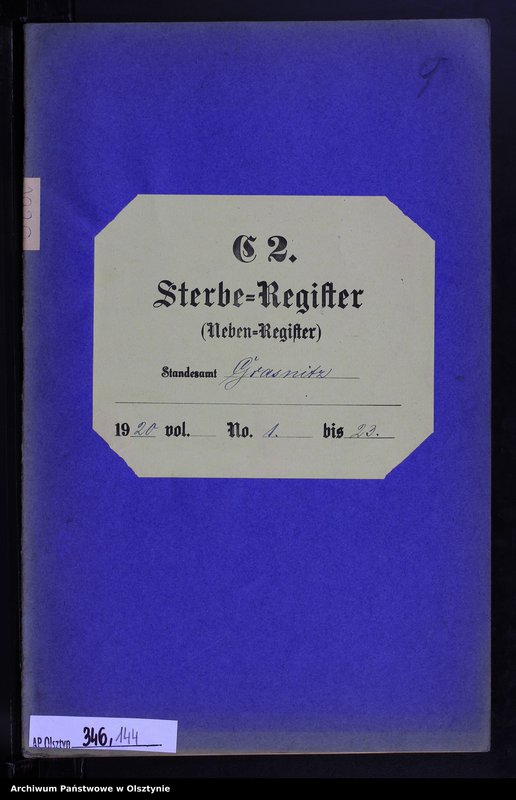 C 2.
Sterbe=Register
(Neben=Register)
Standesamt Grasnitz
1920 vol. No. 1. bis 23.
AP Olsztyn 346, 144
Archiwum Państwowe w Olsztynie